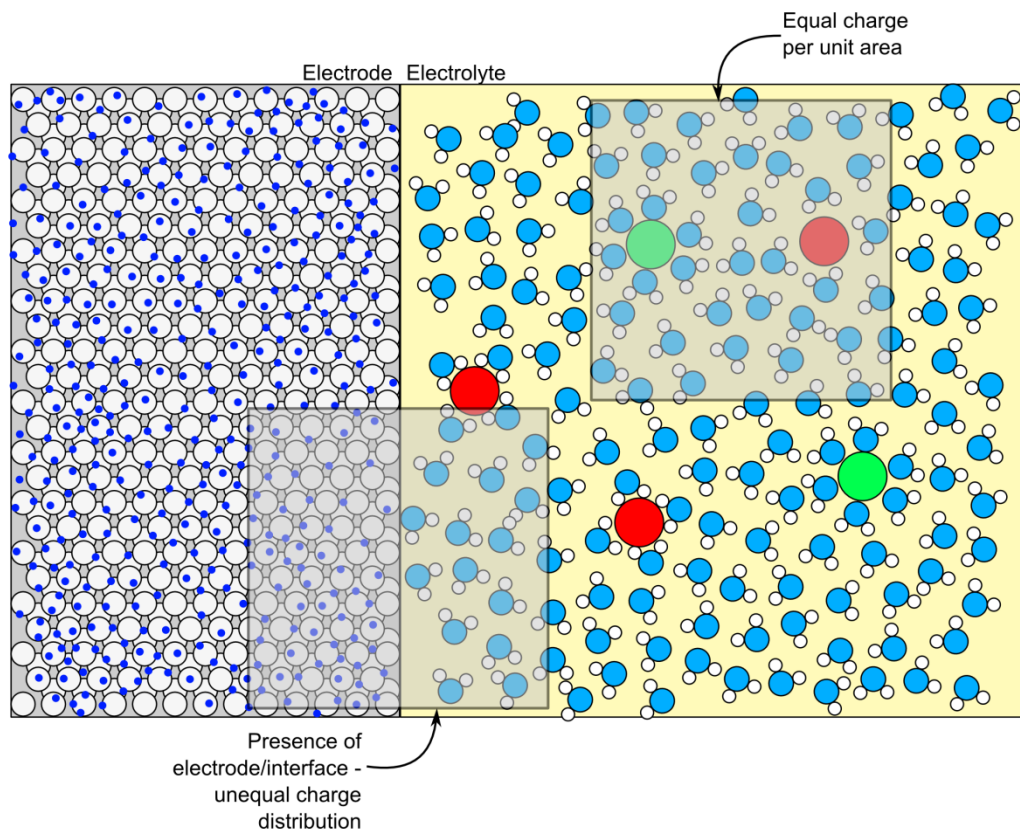 Equal charge
per unit area
Electrode
Electrolyte
Presence of
electrode/interface -
unequal charge
distribution